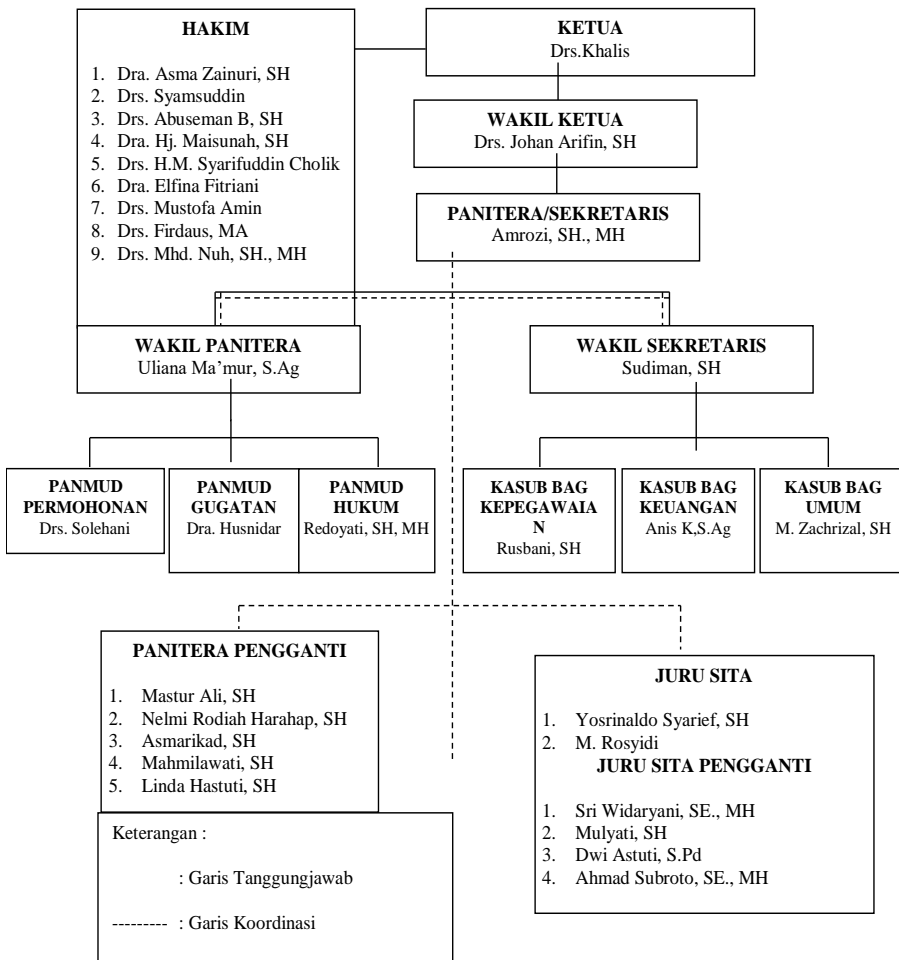 HAKIM
1. Dra. Asma Zainuri, SH
2. Drs. Syamsuddin
3. Drs. Abuseman B, SH
4. Dra. Hj. Maisunah, SH
5. Drs. H.M. Syarifuddin Cholik
6. Dra. Elfina Fitriani
7. Drs. Mustofa Amin
8. Drs. Firdaus, MA
9. Drs. Mhd. Nuh, SH., MH
KETUA
Drs.Khalis
WAKIL KETUA
Drs. Johan Arifin, SH
PANITERA/SEKRETARIS
Amrozi, SH., MH
WAKIL PANITERA
Uliana Ma’mur, S.Ag
WAKIL SEKRETARIS
Sudiman, SH
PANMUD
PERMOHONAN
Drs. Solehani
PANMUD
GUGATAN
Dra. Husnidar
PANMUD
HUKUM
Redoyati, SH, MH
KASUB BAG
KEPEGAWAIA
N
Rusbani, SH
KASUB BAG
KEUANGAN
Anis K,S.Ag
KASUB BAG
UMUM
M. Zachrizal, SH
PANITERA PENGGANTI
1. Mastur Ali, SH
2. Nelmi Rodiah Harahap, SH
3. Asmarikad, SH
4. Mahmilawati, SH
5. Linda Hastuti, SH
JURU SITA
1. Yosrinaldo Syarief, SH
2. M. Rosyidi
JURU SITA PENGGANTI
1. Sri Widaryani, SE., MH
2. Mulyati, SH
3. Dwi Astuti, S.Pd
4. Ahmad Subroto, SE., MH
Keterangan :
: Garis Tanggungjawab
--------- : Garis Koordinasi